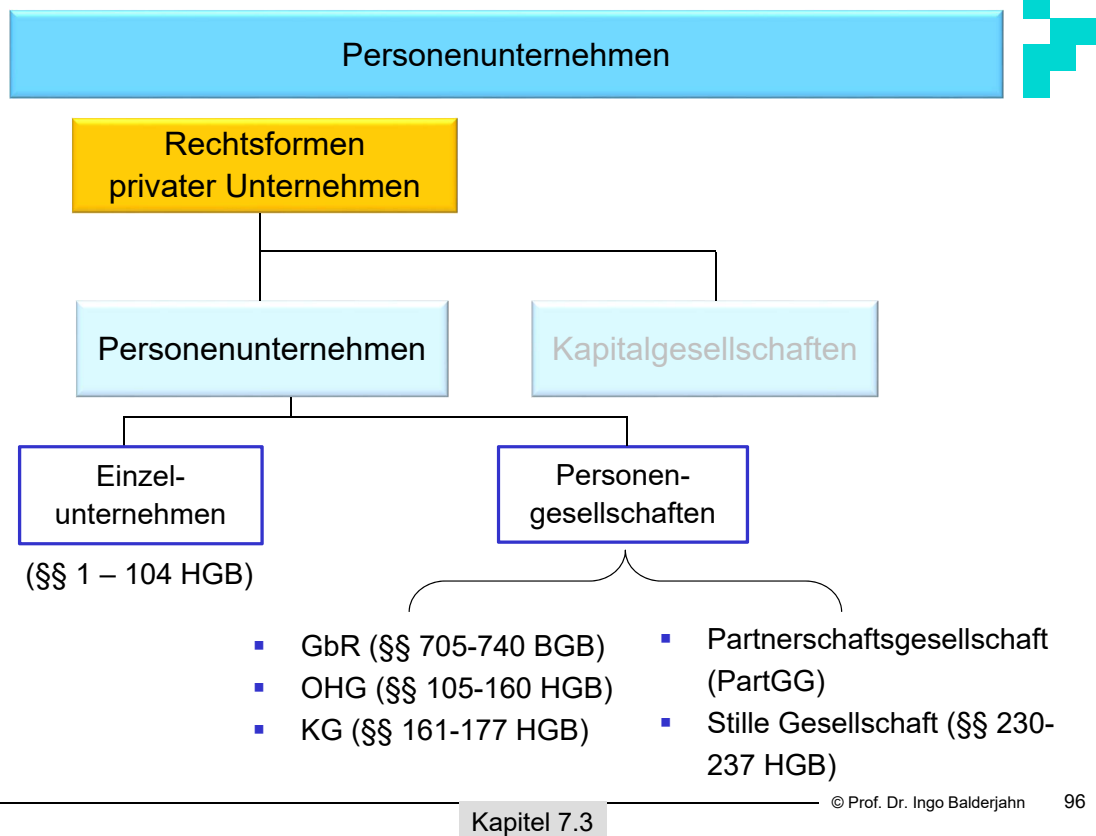 Personenunternehmen
Rechtsformen
privater Unternehmen
Personenunternehmen
Kapitalgesellschaften
Einzel-
unternehmen
(§§ 1 – 104 HGB)
Personen-
gesellschaften
▪ GbR (§§ 705-740 BGB)
▪ OHG (§§ 105-160 HGB)
▪ KG (§§ 161-177 HGB)
▪ Partnerschaftsgesellschaft
(PartGG)
▪ Stille Gesellschaft (§§ 230-
237 HGB)
© Prof. Dr. Ingo Balderjahn 96
Kapitel 7.3